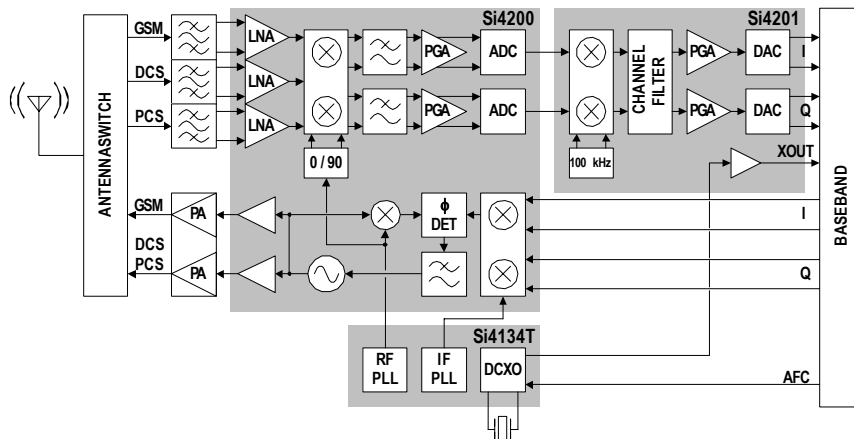 Si4200
Si4201
GSM
DCS
PCS
LNA
LNA
LNA
PGA
PGA
ADC
ADC
0 / 90
100 kHz
CHANNEL
FILTER
PGA
PGA
DAC
DAC
I
Q
XOUT
ANTENNASWITCH
BASEBAND
GSM
DCS
PCS
PA
PA
ϕ
DET
I
Q
Si4134T
RF
PLL
IF
PLL
DCXO
AFC